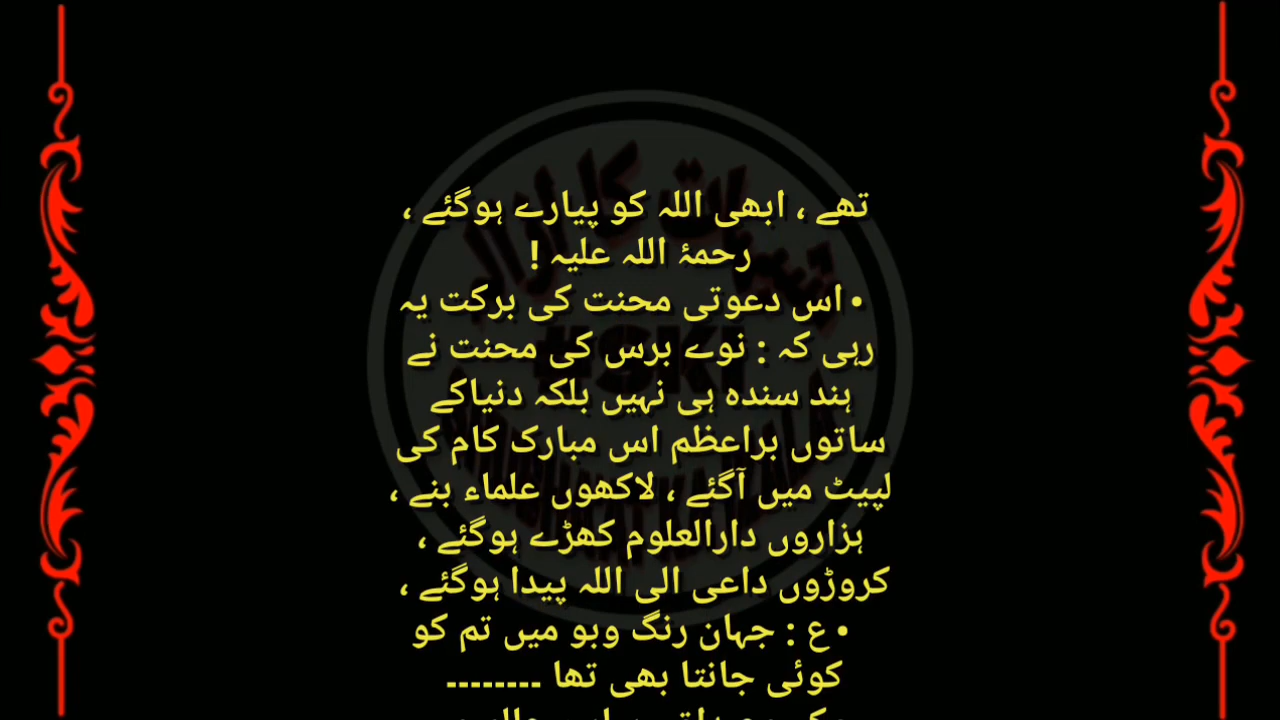 تھے ، ابھی اللہ کو پیارے ہوگئے ،
رحمۂ اللہ علیہ !
• اس دعوتی محنت کی برکت یہ
رہی کہ : نوے برس کی محنت نے
ہند سندہ ہی نہیں بلکہ دنیاکے
ساتوں براعظم اس مبارک کام کی
لپیٹ میں آگئے ، لاکھوں علماء بنے ،
ہزاروں دارالعلوم کھڑے ہوگئے ،
کروڑوں داعی الی اللہ پیدا ہوگئے ،
• ع : جہان رنگ وبو میں تم کو
کوئی جانتا بھی تھا --------